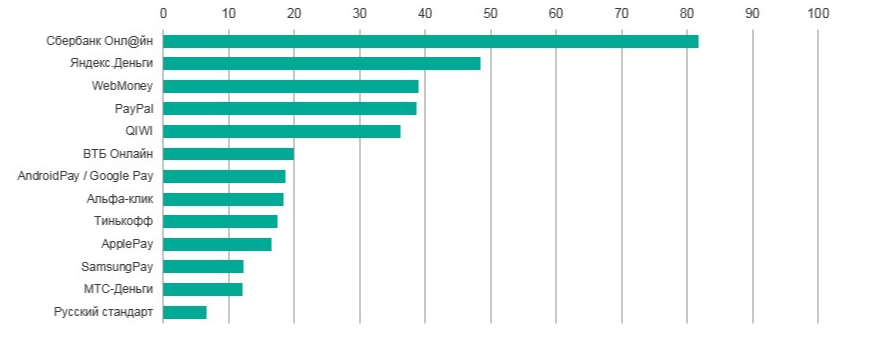 0 10 20 30 40 50 60 70 80 90 100
Сбербанк Онл@йн
Яндекс.Деньги
WebMoney
PayPal
QIWI
ВТБ Онлайн
AndroidPay / Google Pay
Альфа-клик
Тинькофф
ApplePay
SamsungPay
МТС-Деньги
Русский стандарт